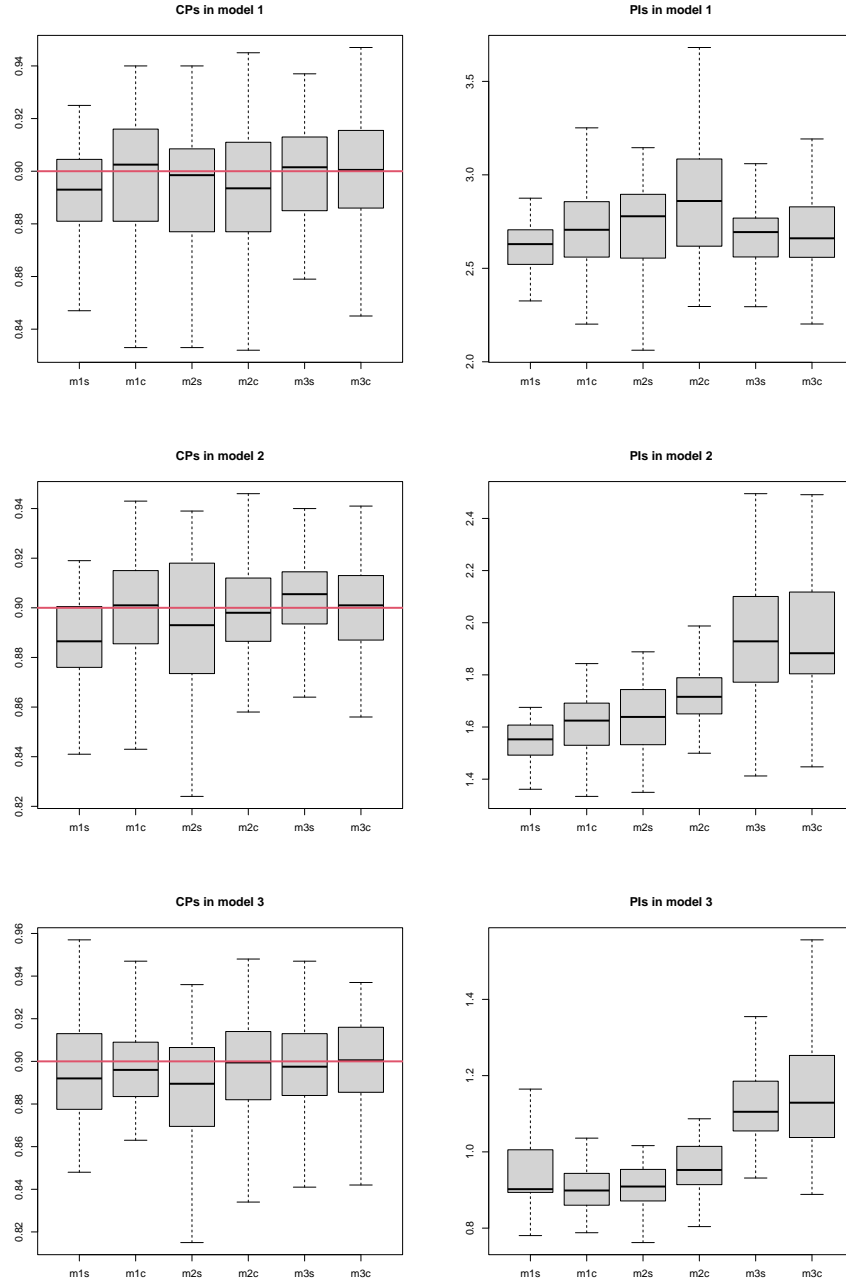 CPs in model 1
0.94
0.92
0.90
0.88
0.86
0.84
m1s m1c m2s m2c m3s m3c
PIs in model 1
3.5
3.0
2.5
2.0
m1s m1c m2s m2c m3s m3c
CPs in model 2
0.94
0.92
0.90
0.88
0.86
0.84
0.82
m1s m1c m2s m2c m3s m3c
PIs in model 2
2.4
2.2
2.0
1.8
1.6
1.4
m1s m1c m2s m2c m3s m3c
CPs in model 3
0.96
0.94
0.92
0.90
0.88
0.86
0.84
0.82
m1s m1c m2s m2c m3s m3c
PIs in model 3
1.4
1.2
1.0
0.8
m1s m1c m2s m2c m3s m3c